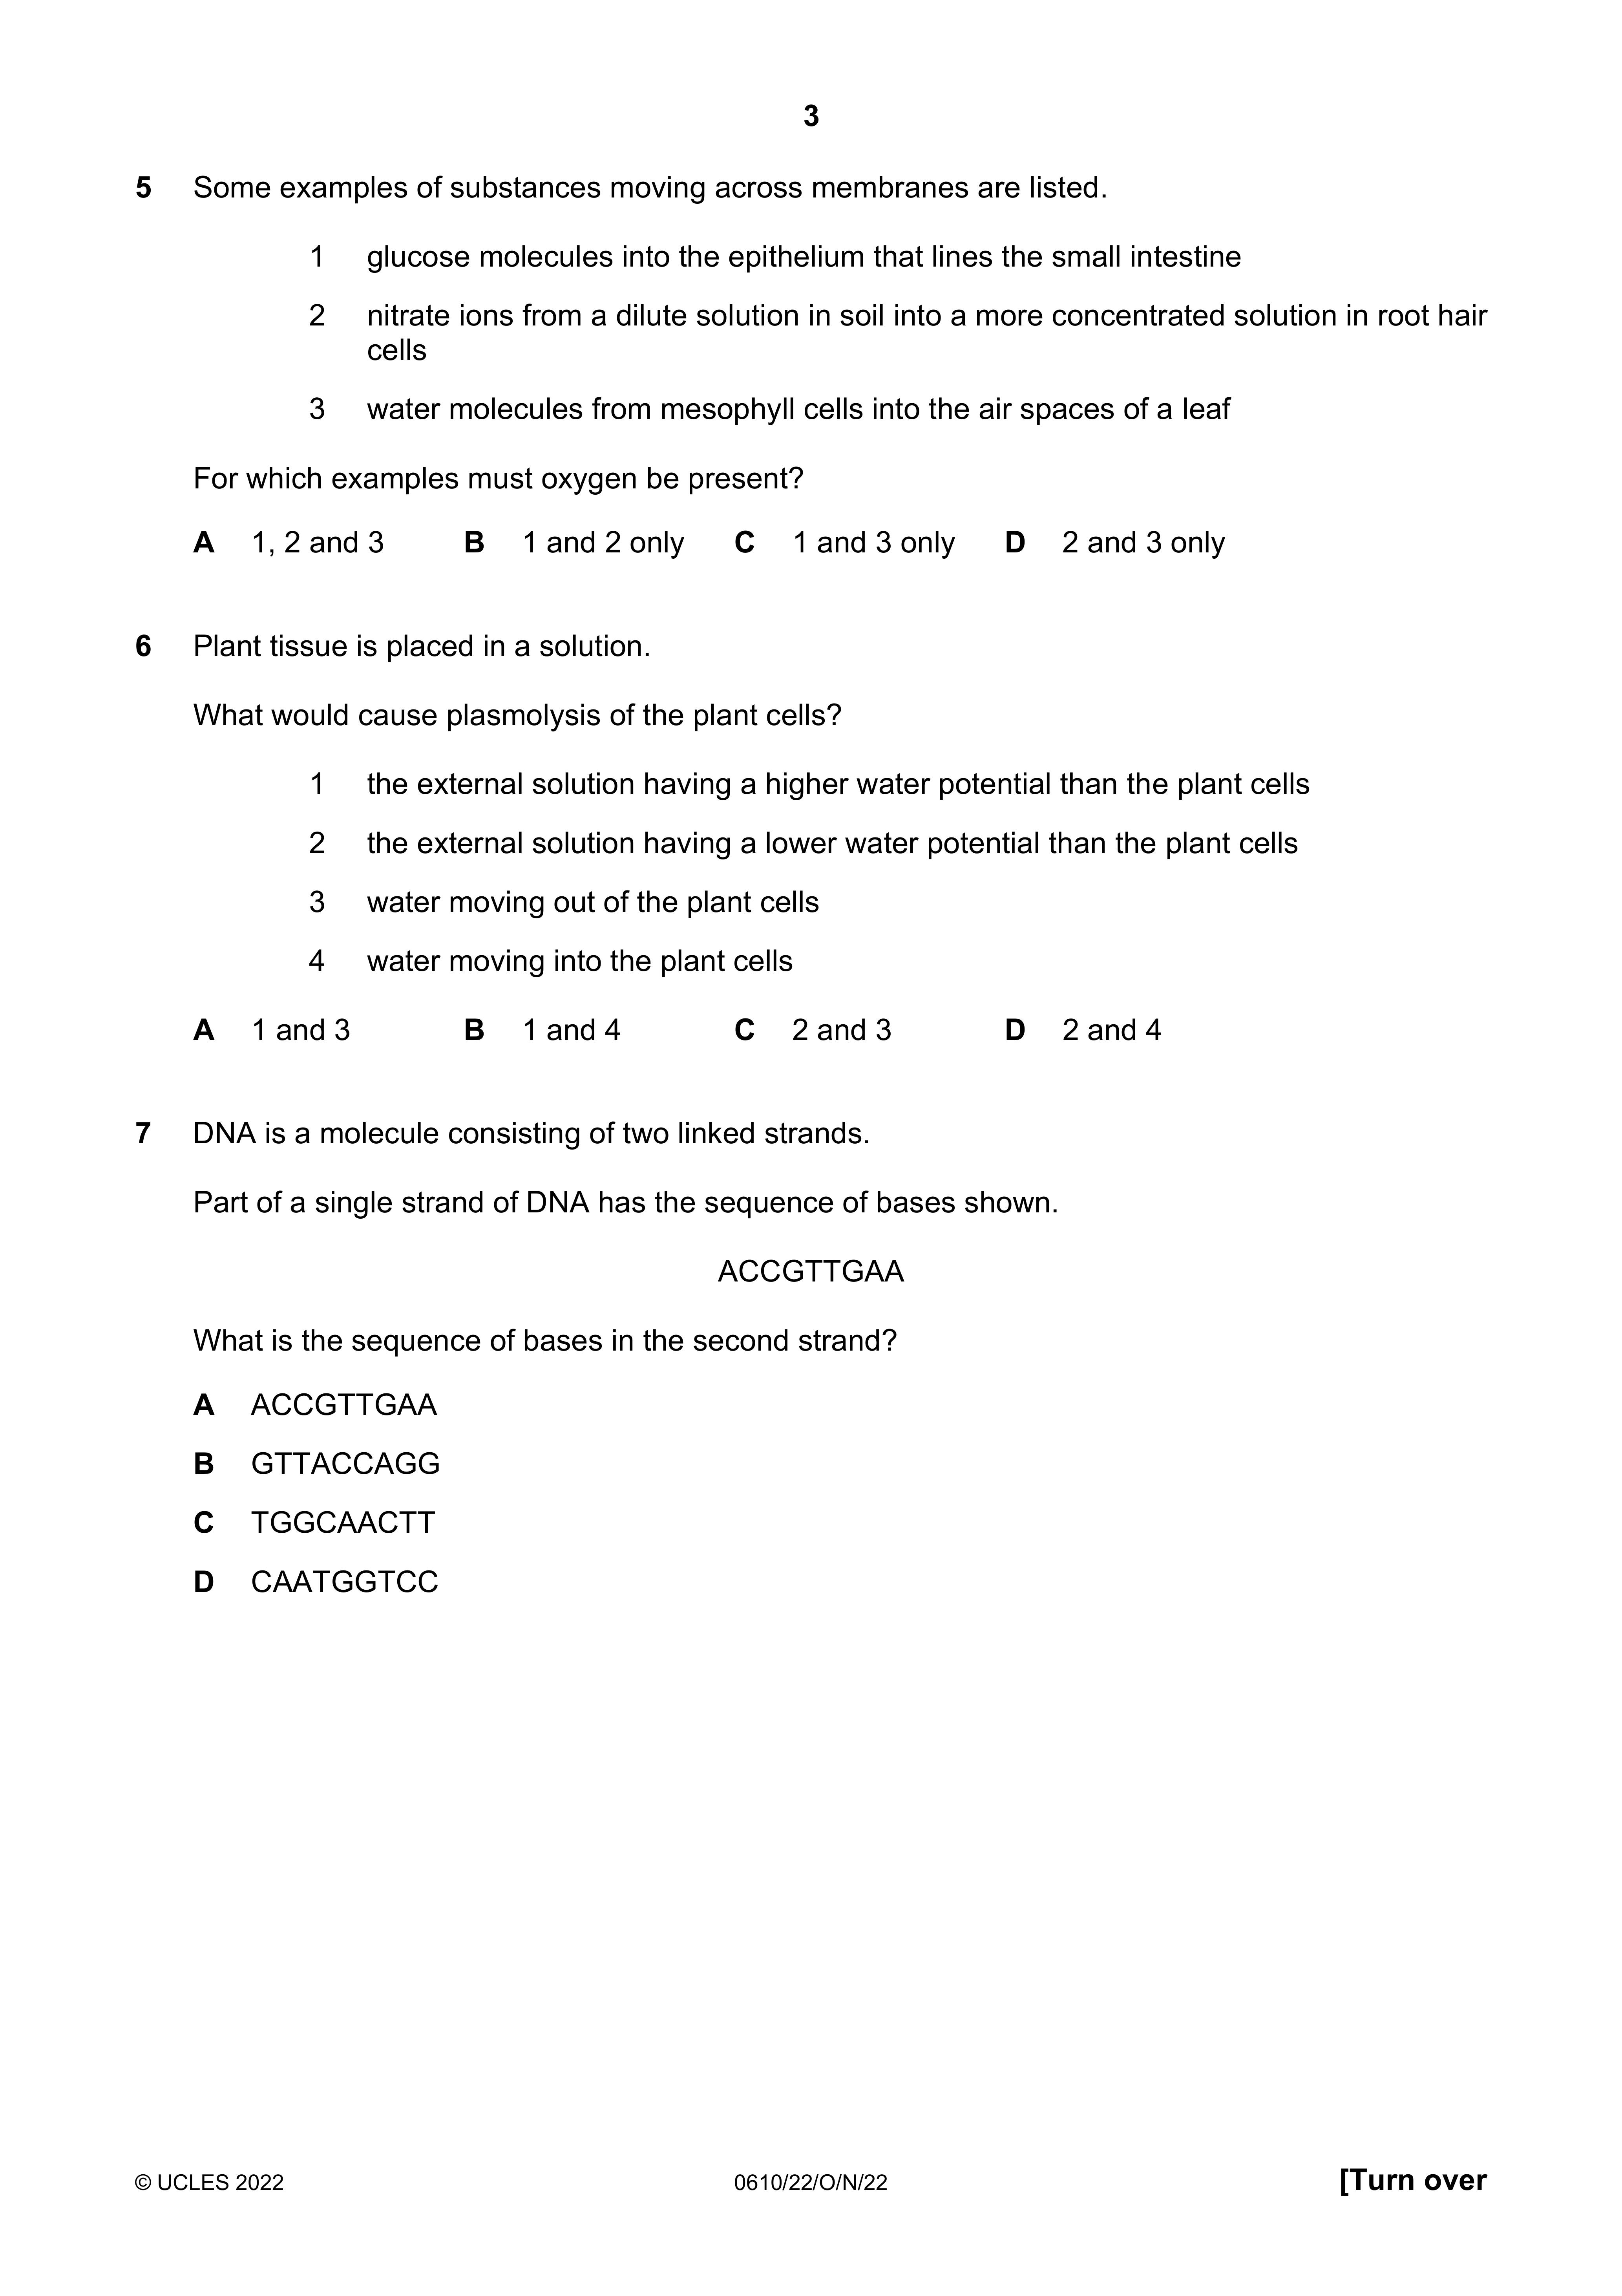 3
5 Some examples of substances moving across membranes are listed.
1 glucose molecules into the epithelium that lines the small intestine
2 nitrate ions from a dilute solution in soil into a more concentrated solution in root hair
cells
3 water molecules from mesophyll cells into the air spaces of a leaf
For which examples must oxygen be present?
A 1, 2 and 3 B 1 and 2 only C 1 and 3 only D 2 and 3 only
6 Plant tissue is placed in a solution.
What would cause plasmolysis of the plant cells?
1 the external solution having a higher water potential than the plant cells
2 the external solution having a lower water potential than the plant cells
3 water moving out of the plant cells
4 water moving into the plant cells
A 1 and 3 B 1 and 4 C 2 and 3 D 2 and 4
7 DNA is a molecule consisting of two linked strands.
Part of a single strand of DNA has the sequence of bases shown.
ACCGTTGAA
What is the sequence of bases in the second strand?
A ACCGTTGAA
B GTTACCAGG
C TGGCAACTT
D CAATGGTCC
© UCLES 2022 0610/22/O/N/22 [Turn over